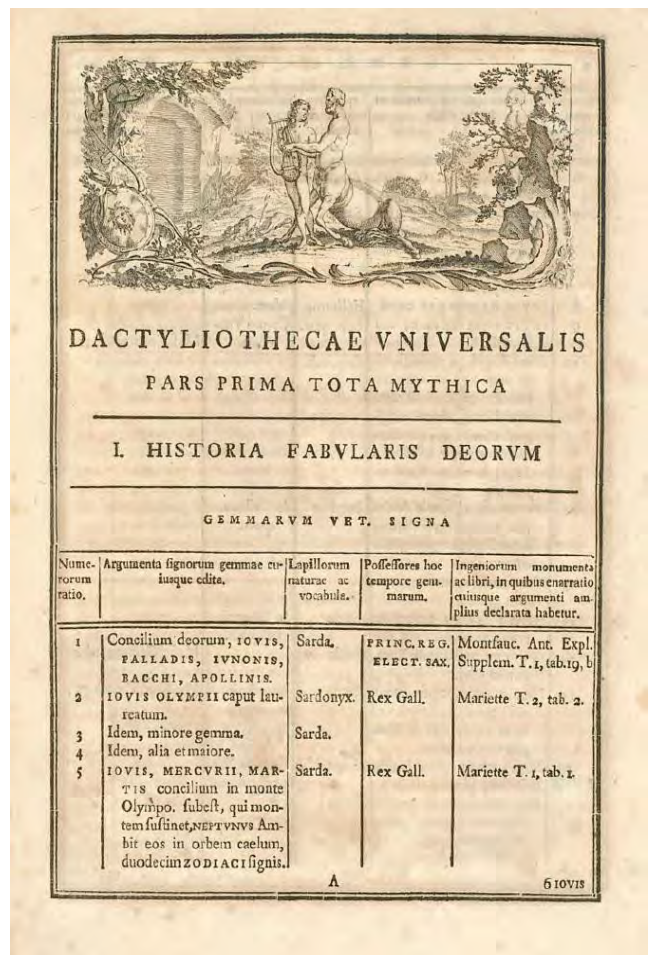 DACTYLIOTHECAE VNIVERSALIS
PARS PRIMA TOTA MYTHICA
I. HISTORIA FABVLARIS DEORVM
GEMMARVM VET. SIGNA
Nume-
rorum
ratio.
Argumenta ſignorum gemmae cu-
iusque edita.
Lapillorum
naturae ac
vocabula.
Poſſeſſores hoc
tempore gem-
marum.
Ingeniorum monumenta
ac libri, in quibus enarratio
cuiusque argumenti am-
plius declarata habetur.
1 Concilium deorum, IOVIS, Sarda. PRINC. REG. Montfauc. Ant. Expl.
PALLADIS, IVNONIS, ELECT. SAX. Supplem. T. 1, tab. 19, b
BACCHI, APOLLINIS.
2 IOVIS OLYMPII caput lau- Sardonyx. Rex Gall. Mariette T. 2, tab. 2.
reatum.
3 Idem, minore gemma. Sarda.
4 Idem, alia et maiore.
5 IOVIS, MERCVRII, MAR- Sarda. Rex Gall. Mariette T. 1, tab. 1.
TIS concilium in monte
Olympo. ſubeſt, qui mon-
tem ſuſtinet, NEPTVNVS Am-
bit eos in orbem caelum,
duodecim ZODIACI ſignis.
A 6 IOVIS